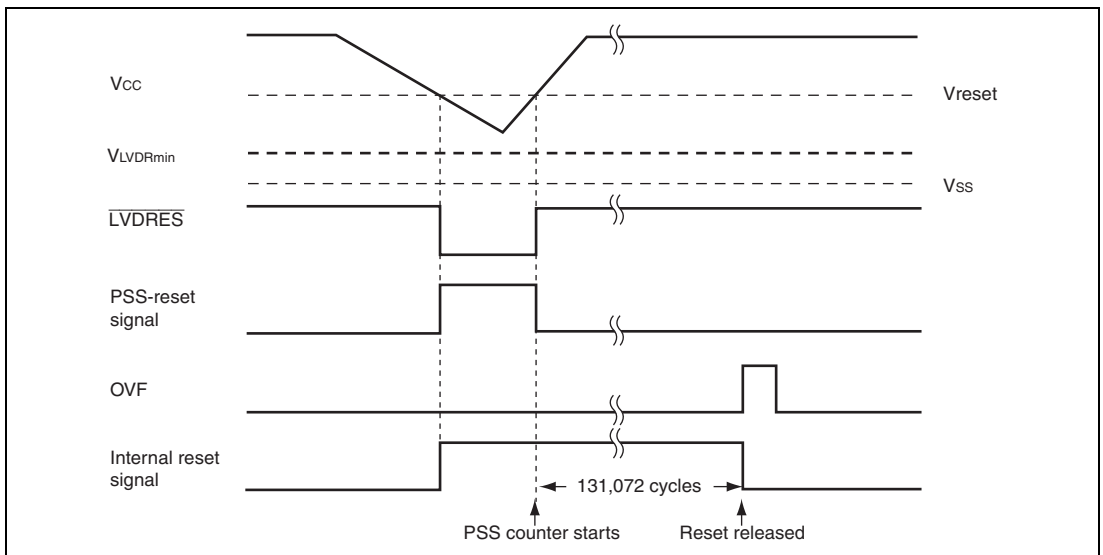 Vcc
Vreset
VLVDRmin
Vss
LVDRES
PSS-reset
signal
OVF
Internal reset
signal
131,072 cycles
PSS counter starts
Reset released